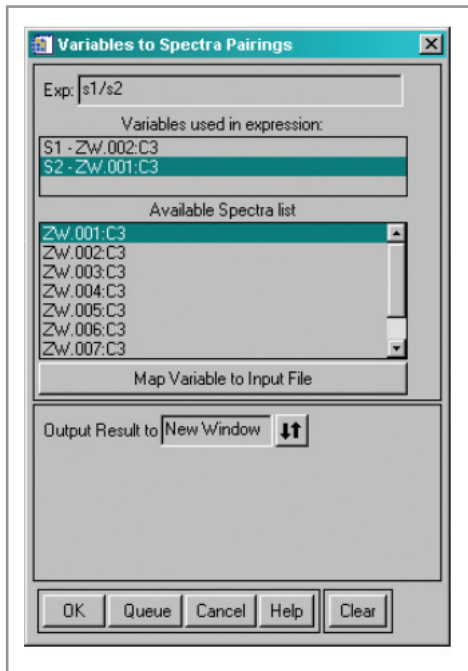 Variables to Spectra Pairings
Exp: s1/s2
Variables used in expression:
S1 - ZW.002:C3
S2 - ZW.001:C3
Available Spectra list
ZW.001:C3
ZW.002:C3
ZW.003:C3
ZW.004:C3
ZW.005:C3
ZW.006:C3
ZW.007:C3
Map Variable to Input File
Output Result to New Window
OK Queue Cancel Help Clear